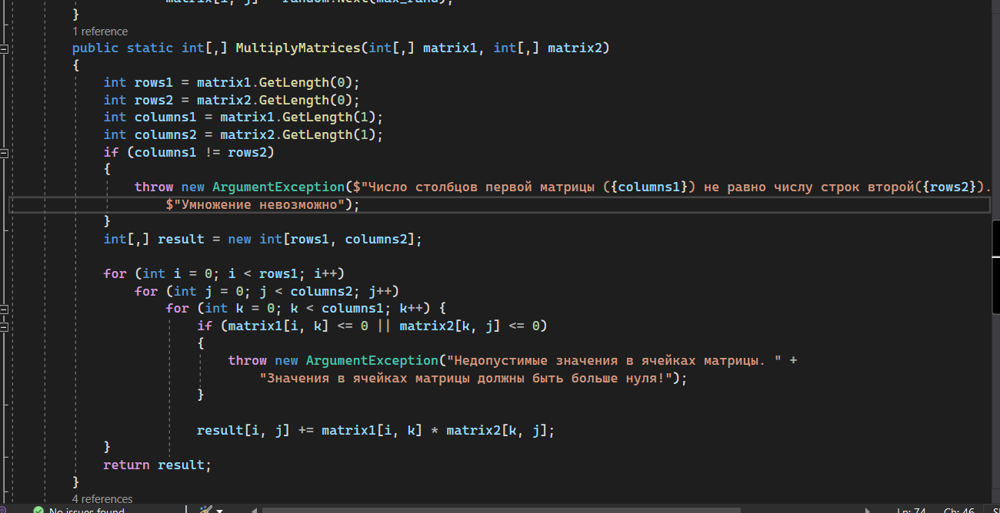 matrix[i, j] = random.Next(max_rand);
}
1 reference
public static int[,] MultiplyMatrices(int[,] matrix1, int[,] matrix2)
{
int rows1 = matrix1.GetLength(0);
int rows2 = matrix2.GetLength(0);
int columns1 = matrix1.GetLength(1);
int columns2 = matrix2.GetLength(1);
if (columns1 != rows2)
{
throw new ArgumentException($"Число столбцов первой матрицы ({columns1}) не равно числу строк второй({rows2}).
$"Умножение невозможно");
}
int[,] result = new int[rows1, columns2];
for (int i = 0; i < rows1; i++)
for (int j = 0; j < columns2; j++)
for (int k = 0; k < columns1; k++) {
if (matrix1[i, k] <= 0 || matrix2[k, j] <= 0)
{
throw new ArgumentException("Недопустимые значения в ячейках матрицы. " +
"Значения в ячейках матрицы должны быть больше нуля!");
}
result[i, j] += matrix1[i, k] * matrix2[k, j];
}
return result;
}
4 references
No issues found
Ln: 74 Ch: 46